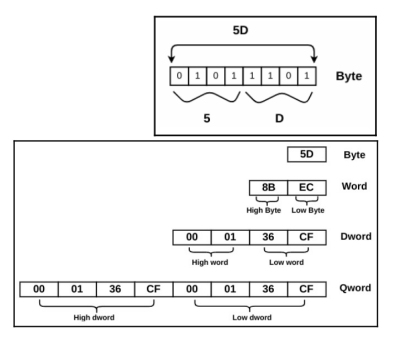 5D
0 1 0 1 1 1 0 1 Byte
5 D
5D Byte
8B EC Word
High Byte Low Byte
00 01 36 CF Dword
High word Low word
00 01 36 CF 00 01 36 CF Qword
High dword Low dword